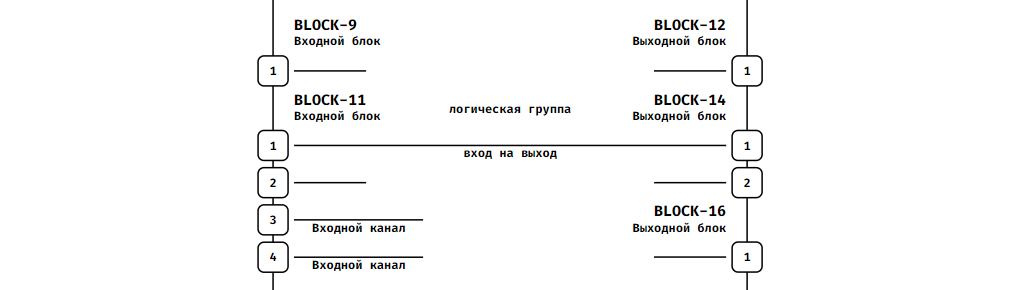 BLOCK-9
Входной блок
1
BLOCK-12
Выходной блок
1
BLOCK-11
Входной блок
логическая группа
BLOCK-14
Выходной блок
1
вход на выход
1
2
2
3
Входной канал
BLOCK-16
Выходной блок
4
Входной канал
1